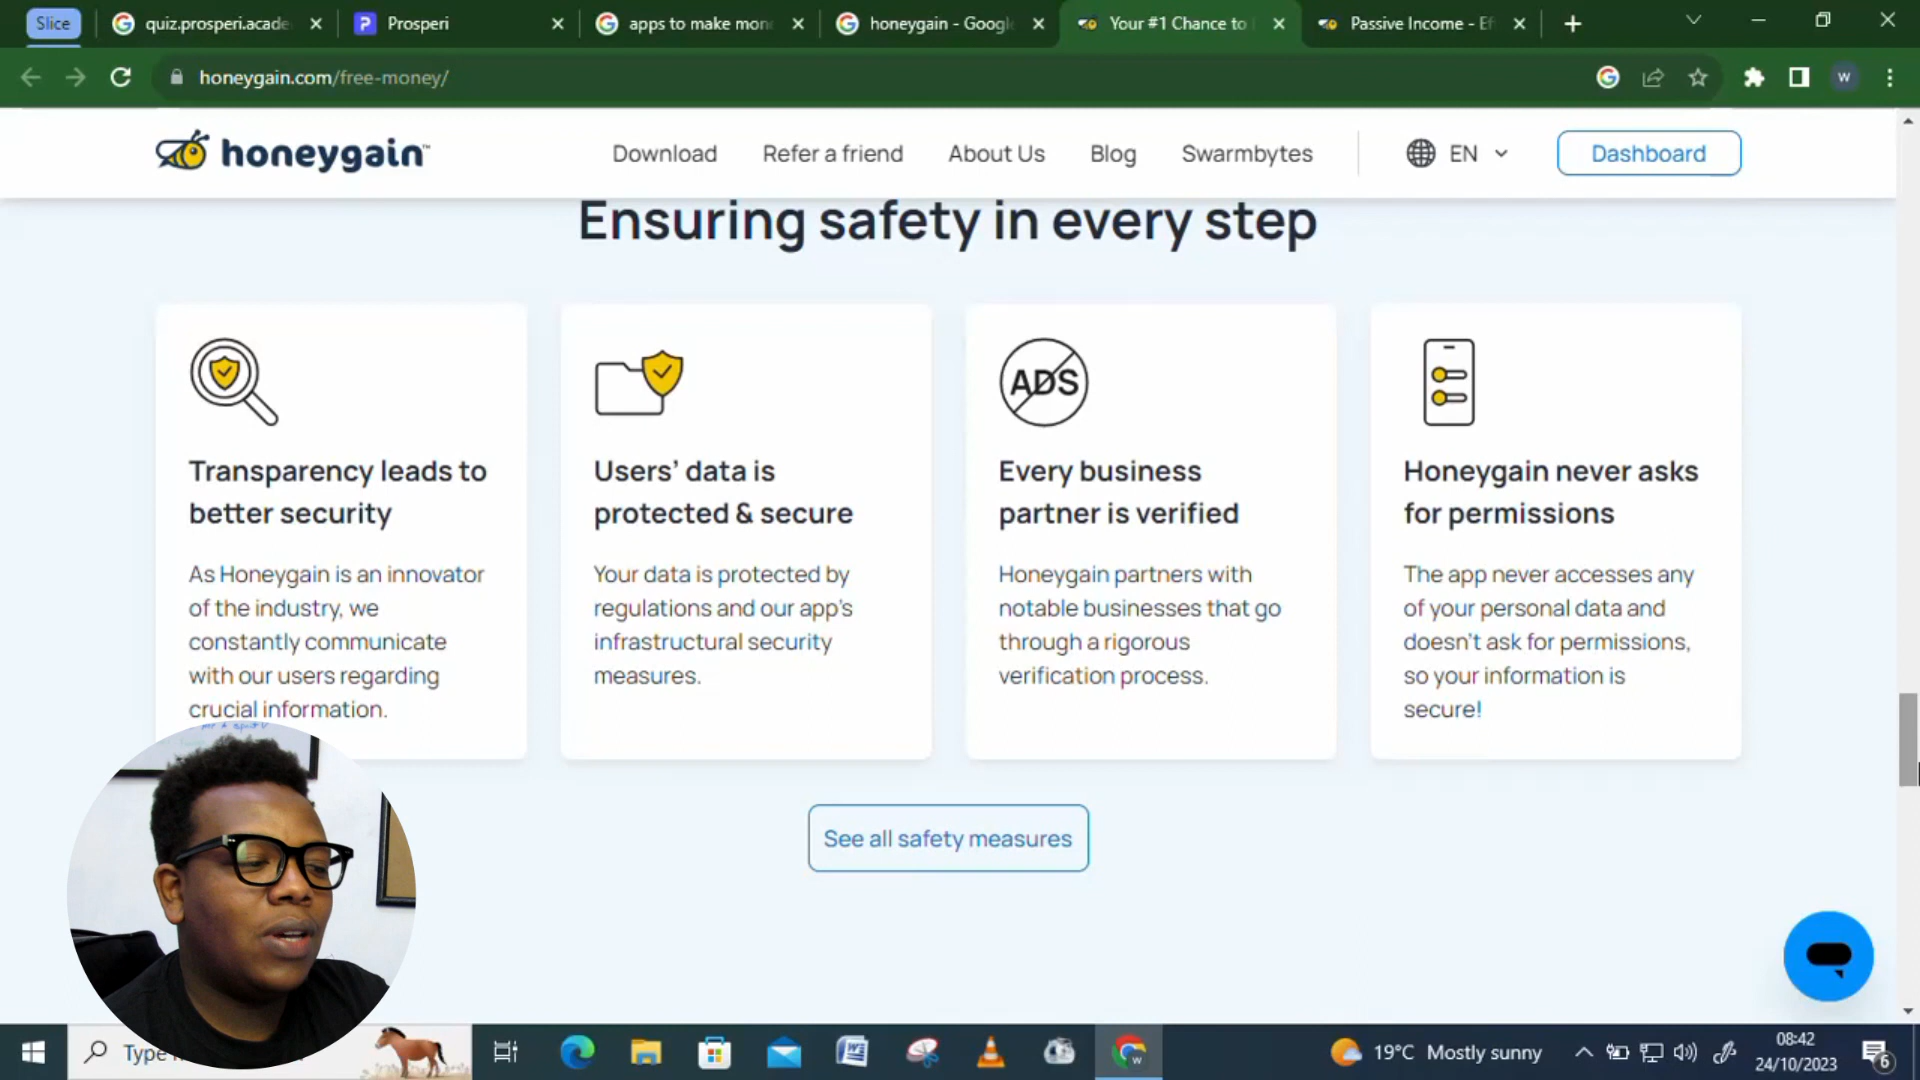 Slice
quiz.prosperi.acade
Prosperi
apps to make mon
honeygain - Googl
Your #1 Chance to
Passive Income - Ef
honeygain.com/free-money/
W
honeygain™
Download
Refer a friend
About Us
Blog
Swarmbytes
EN
Dashboard
Ensuring safety in every step
Transparency leads to
better security
As Honeygain is an innovator
of the industry, we
constantly communicate
with our users regarding
crucial information.
Users’ data is
protected & secure
Your data is protected by
regulations and our app’s
infrastructural security
measures.
ADS
Every business
partner is verified
Honeygain partners with
notable businesses that go
through a rigorous
verification process.
Honeygain never asks
for permissions
The app never accesses any
of your personal data and
doesn’t ask for permissions,
so your information is
secure!
See all safety measures
Type
19°C Mostly sunny
08:42
24/10/2023
6